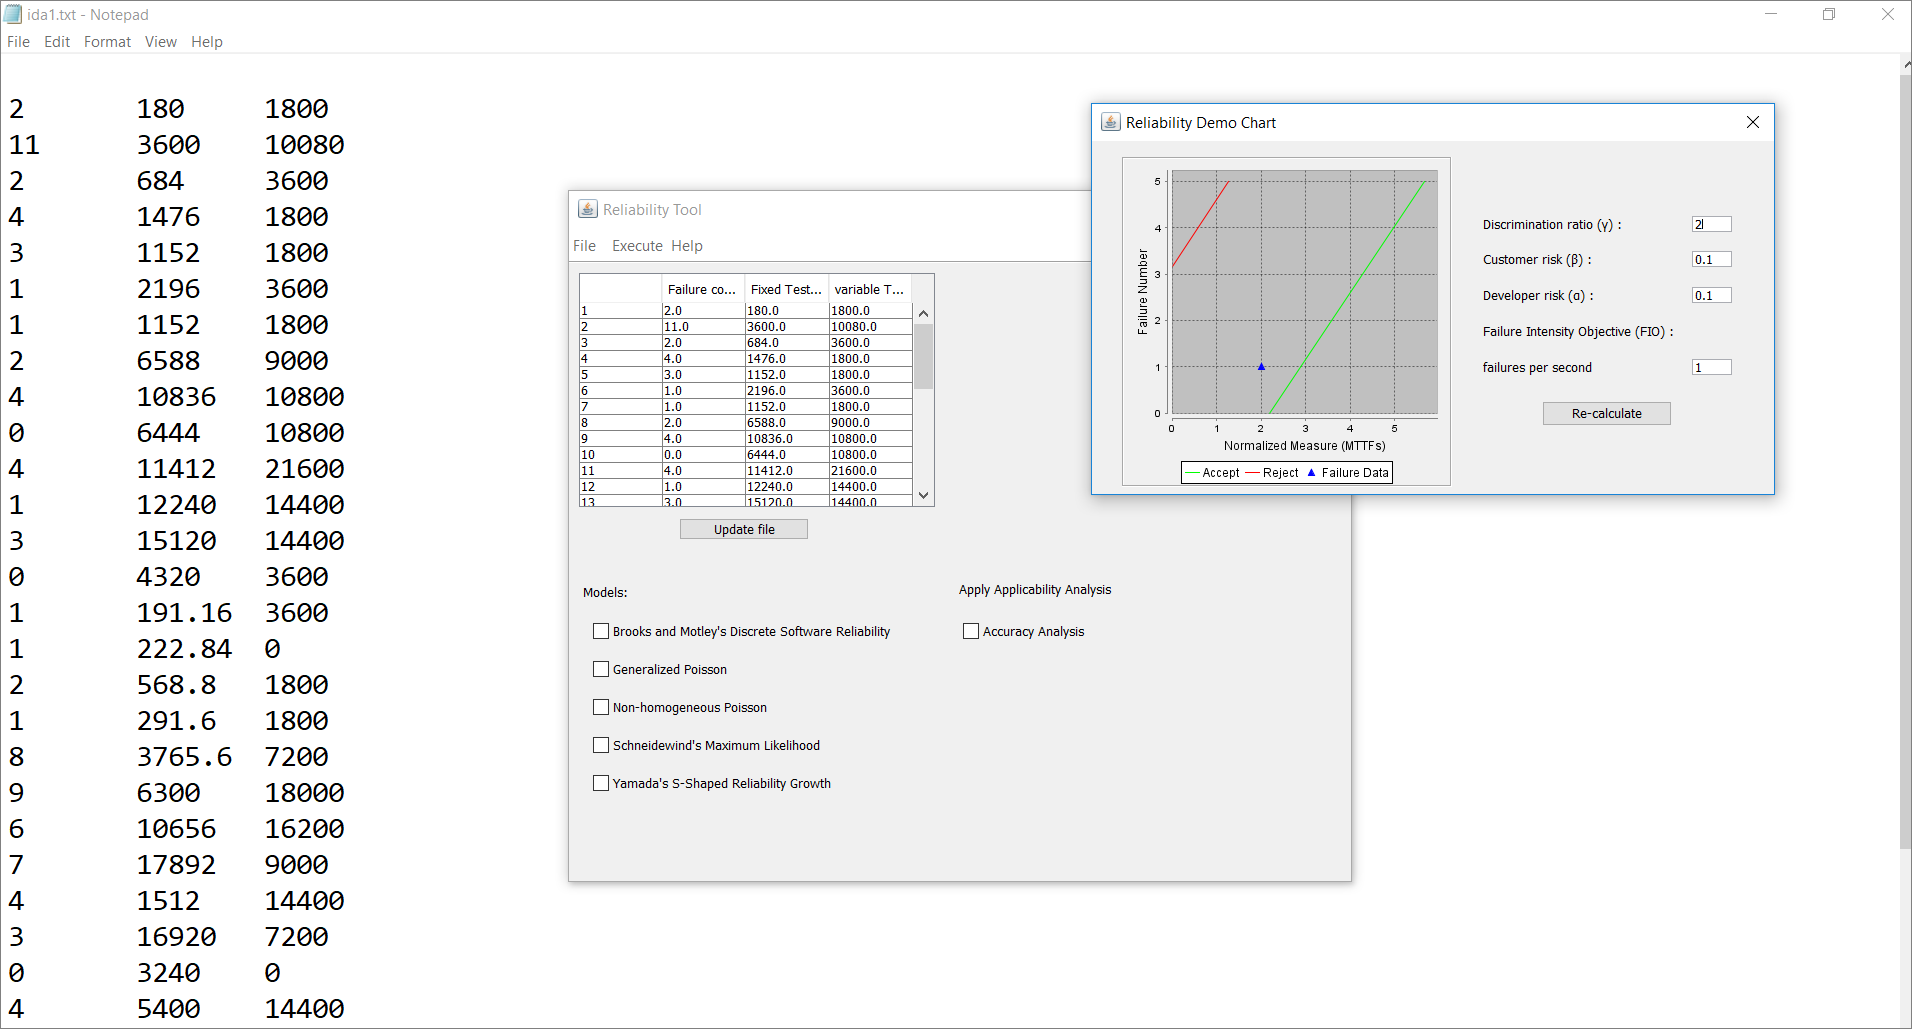 ida1.txt - Notepad
File Edit Format View Help
2 180 1800
11 3600 10080
2 684 3600
4 1476 1800
3 1152 1800
1 2196 3600
1 1152 1800
2 6588 9000
4 10836 10800
0 6444 10800
4 11412 21600
1 12240 14400
3 15120 14400
0 4320 3600
1 191.16 3600
1 222.84 0
2 568.8 1800
1 291.6 1800
8 3765.6 7200
9 6300 18000
6 10656 16200
7 17892 9000
4 1512 14400
3 16920 7200
0 3240 0
4 5400 14400
Reliability Tool
File Execute Help
Failure co... Fixed Test... variable T...
1 2.0 180.0 1800.0
2 11.0 3600.0 10080.0
3 2.0 684.0 3600.0
4 4.0 1476.0 1800.0
5 3.0 1152.0 1800.0
6 1.0 2196.0 3600.0
7 1.0 1152.0 1800.0
8 2.0 6588.0 9000.0
9 4.0 10836.0 10800.0
10 0.0 6444.0 10800.0
11 4.0 11412.0 21600.0
12 1.0 12240.0 14400.0
13 3.0 15120.0 14400.0
Update file
Models:
Brooks and Motley's Discrete Software Reliability
Generalized Poisson
Non-homogeneous Poisson
Schneidewind's Maximum Likelihood
Yamada's S-Shaped Reliability Growth
Apply Applicability Analysis
Accuracy Analysis
Reliability Demo Chart
Failure Number
5
4
3
2
1
0
0 1 2 3 4 5
Normalized Measure (MTTFs)
Accept Reject Failure Data
Discrimination ratio (γ) : 2
Customer risk (β) : 0.1
Developer risk (α) : 0.1
Failure Intensity Objective (FIO) :
failures per second 1
Re-calculate